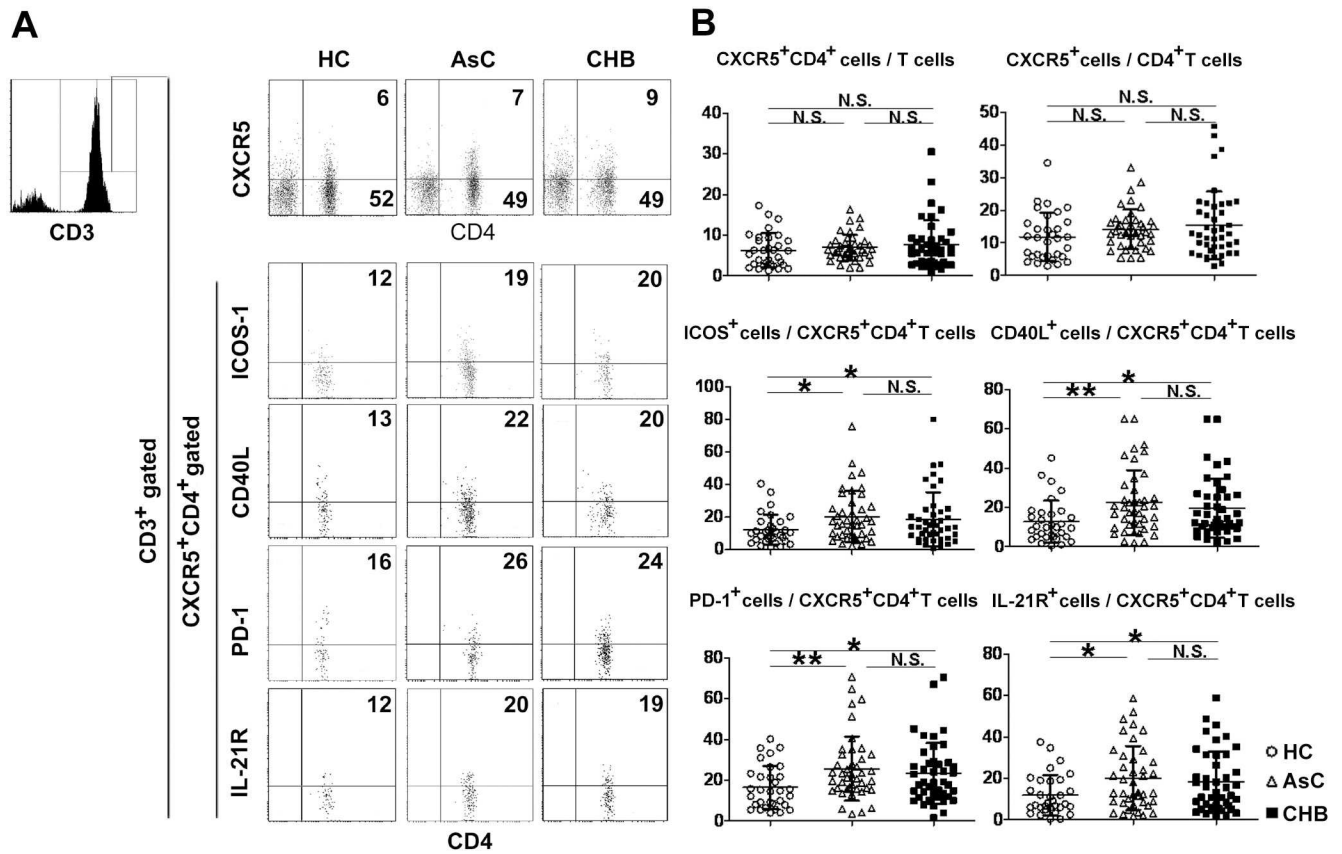 A
HC AsC CHB
CD3
CXCR5
6 7 9
52 49 49
CD4
CD3+ gated
CXCR5+CD4+ gated
ICOS-1
12 19 20
CD40L
13 22 20
PD-1
16 26 24
IL-21R
12 20 19
CD4
B
CXCR5+CD4+ cells / T cells
N.S.
N.S. N.S.
40
30
20
10
0
CXCR5+cells / CD4+T cells
N.S.
N.S. N.S.
50
40
30
20
10
0
ICOS+cells / CXCR5+CD4+T cells
*
* N.S.
100
80
60
40
20
0
CD40L+cells / CXCR5+CD4+T cells
*
** N.S.
80
60
40
20
0
PD-1+cells / CXCR5+CD4+T cells
*
** N.S.
80
60
40
20
0
IL-21R+cells / CXCR5+CD4+T cells
*
* N.S.
80
60
40
20
0
HC
AsC
CHB